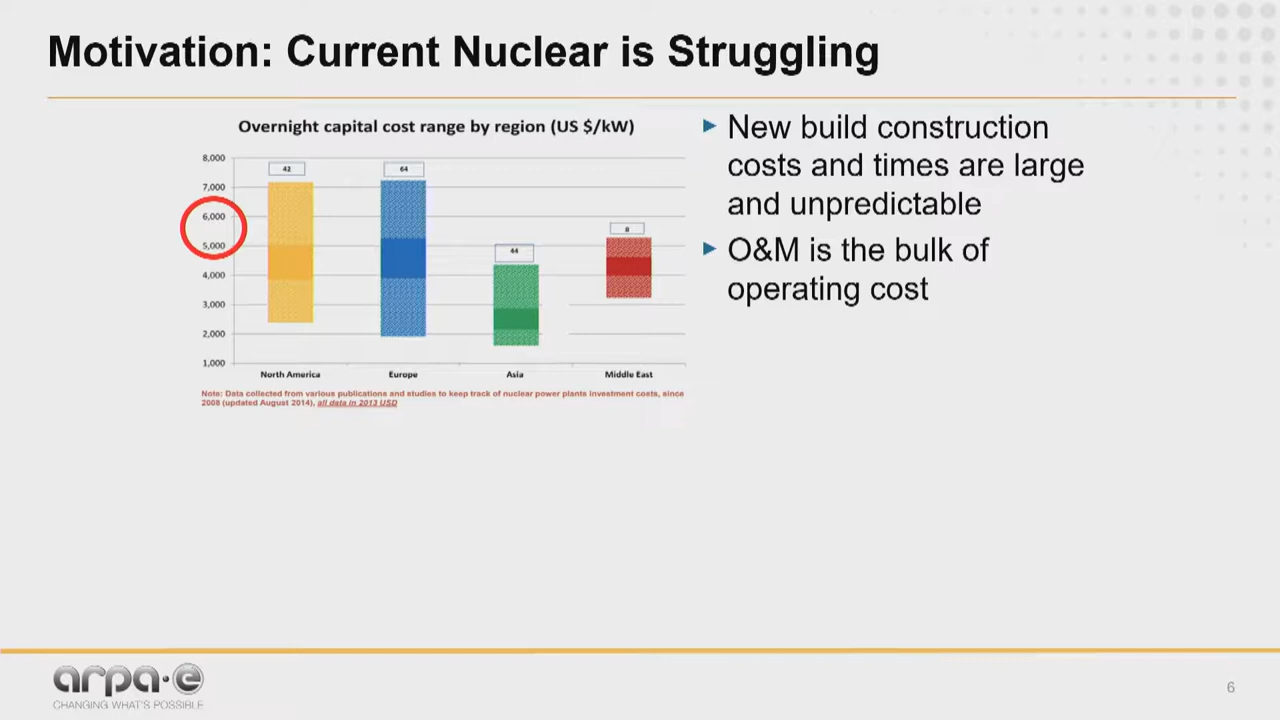 Motivation: Current Nuclear is Struggling
Overnight capital cost range by region (US $/kW)
8,000
7,000
6,000
5,000
4,000
3,000
2,000
1,000
42
64
44
8
North America
Europe
Asia
Middle East
Note: Data collected from various publications and studies to keep track of nuclear power plants investment costs, since
2008 (updated August 2014), all data in 2013 USD
New build construction
costs and times are large
and unpredictable
O&M is the bulk of
operating cost
arpa·e
CHANGING WHAT'S POSSIBLE
6